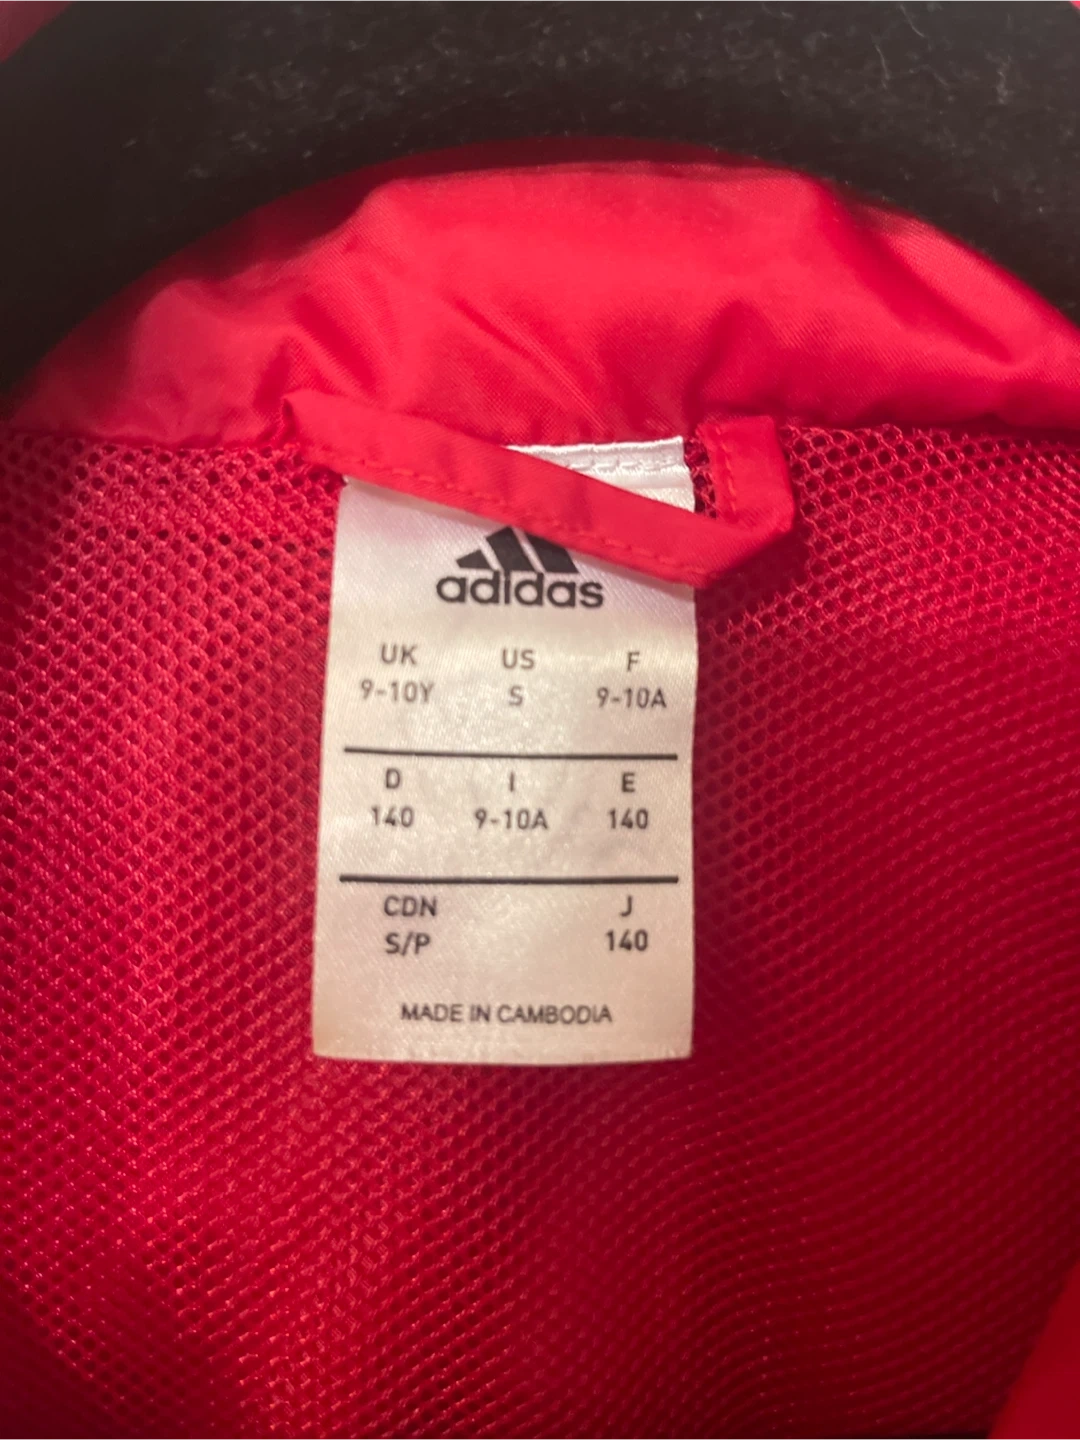 adidas
UK US F
9-10Y S 9-10A
D I E
140 9-10A 140
CDN J
S/P 140
MADE IN CAMBODIA